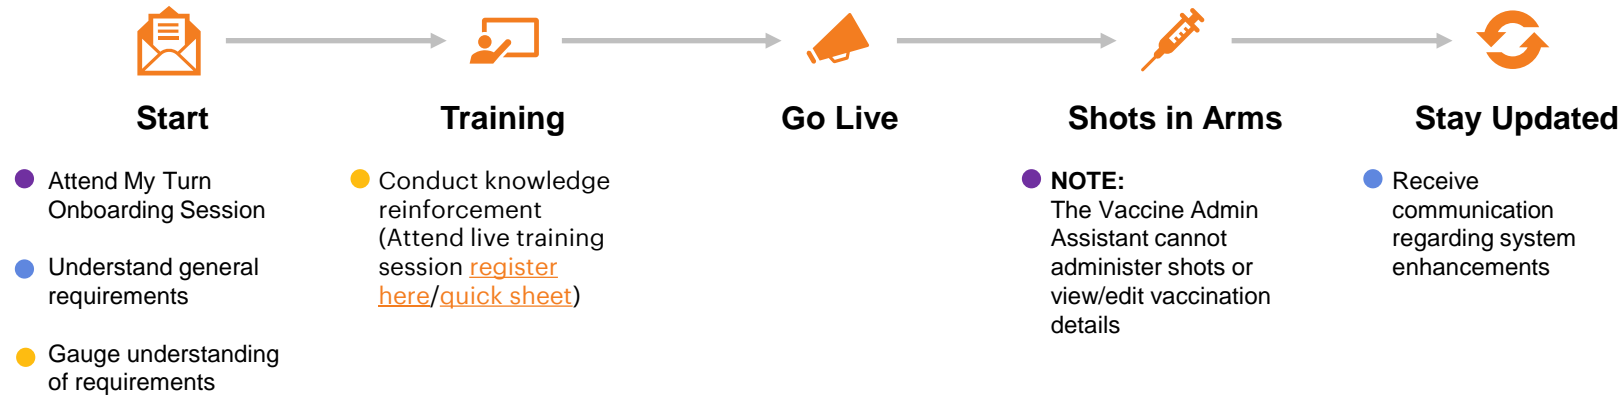 Start
Training
Go Live
Shots in Arms
Stay Updated
Attend My Turn
Onboarding Session
Understand general
requirements
Gauge understanding
of requirements
Conduct knowledge
reinforcement
(Attend live training
session register
here/quick sheet)
NOTE:
The Vaccine Admin
Assistant cannot
administer shots or
view/edit vaccination
details
Receive
communication
regarding system
enhancements